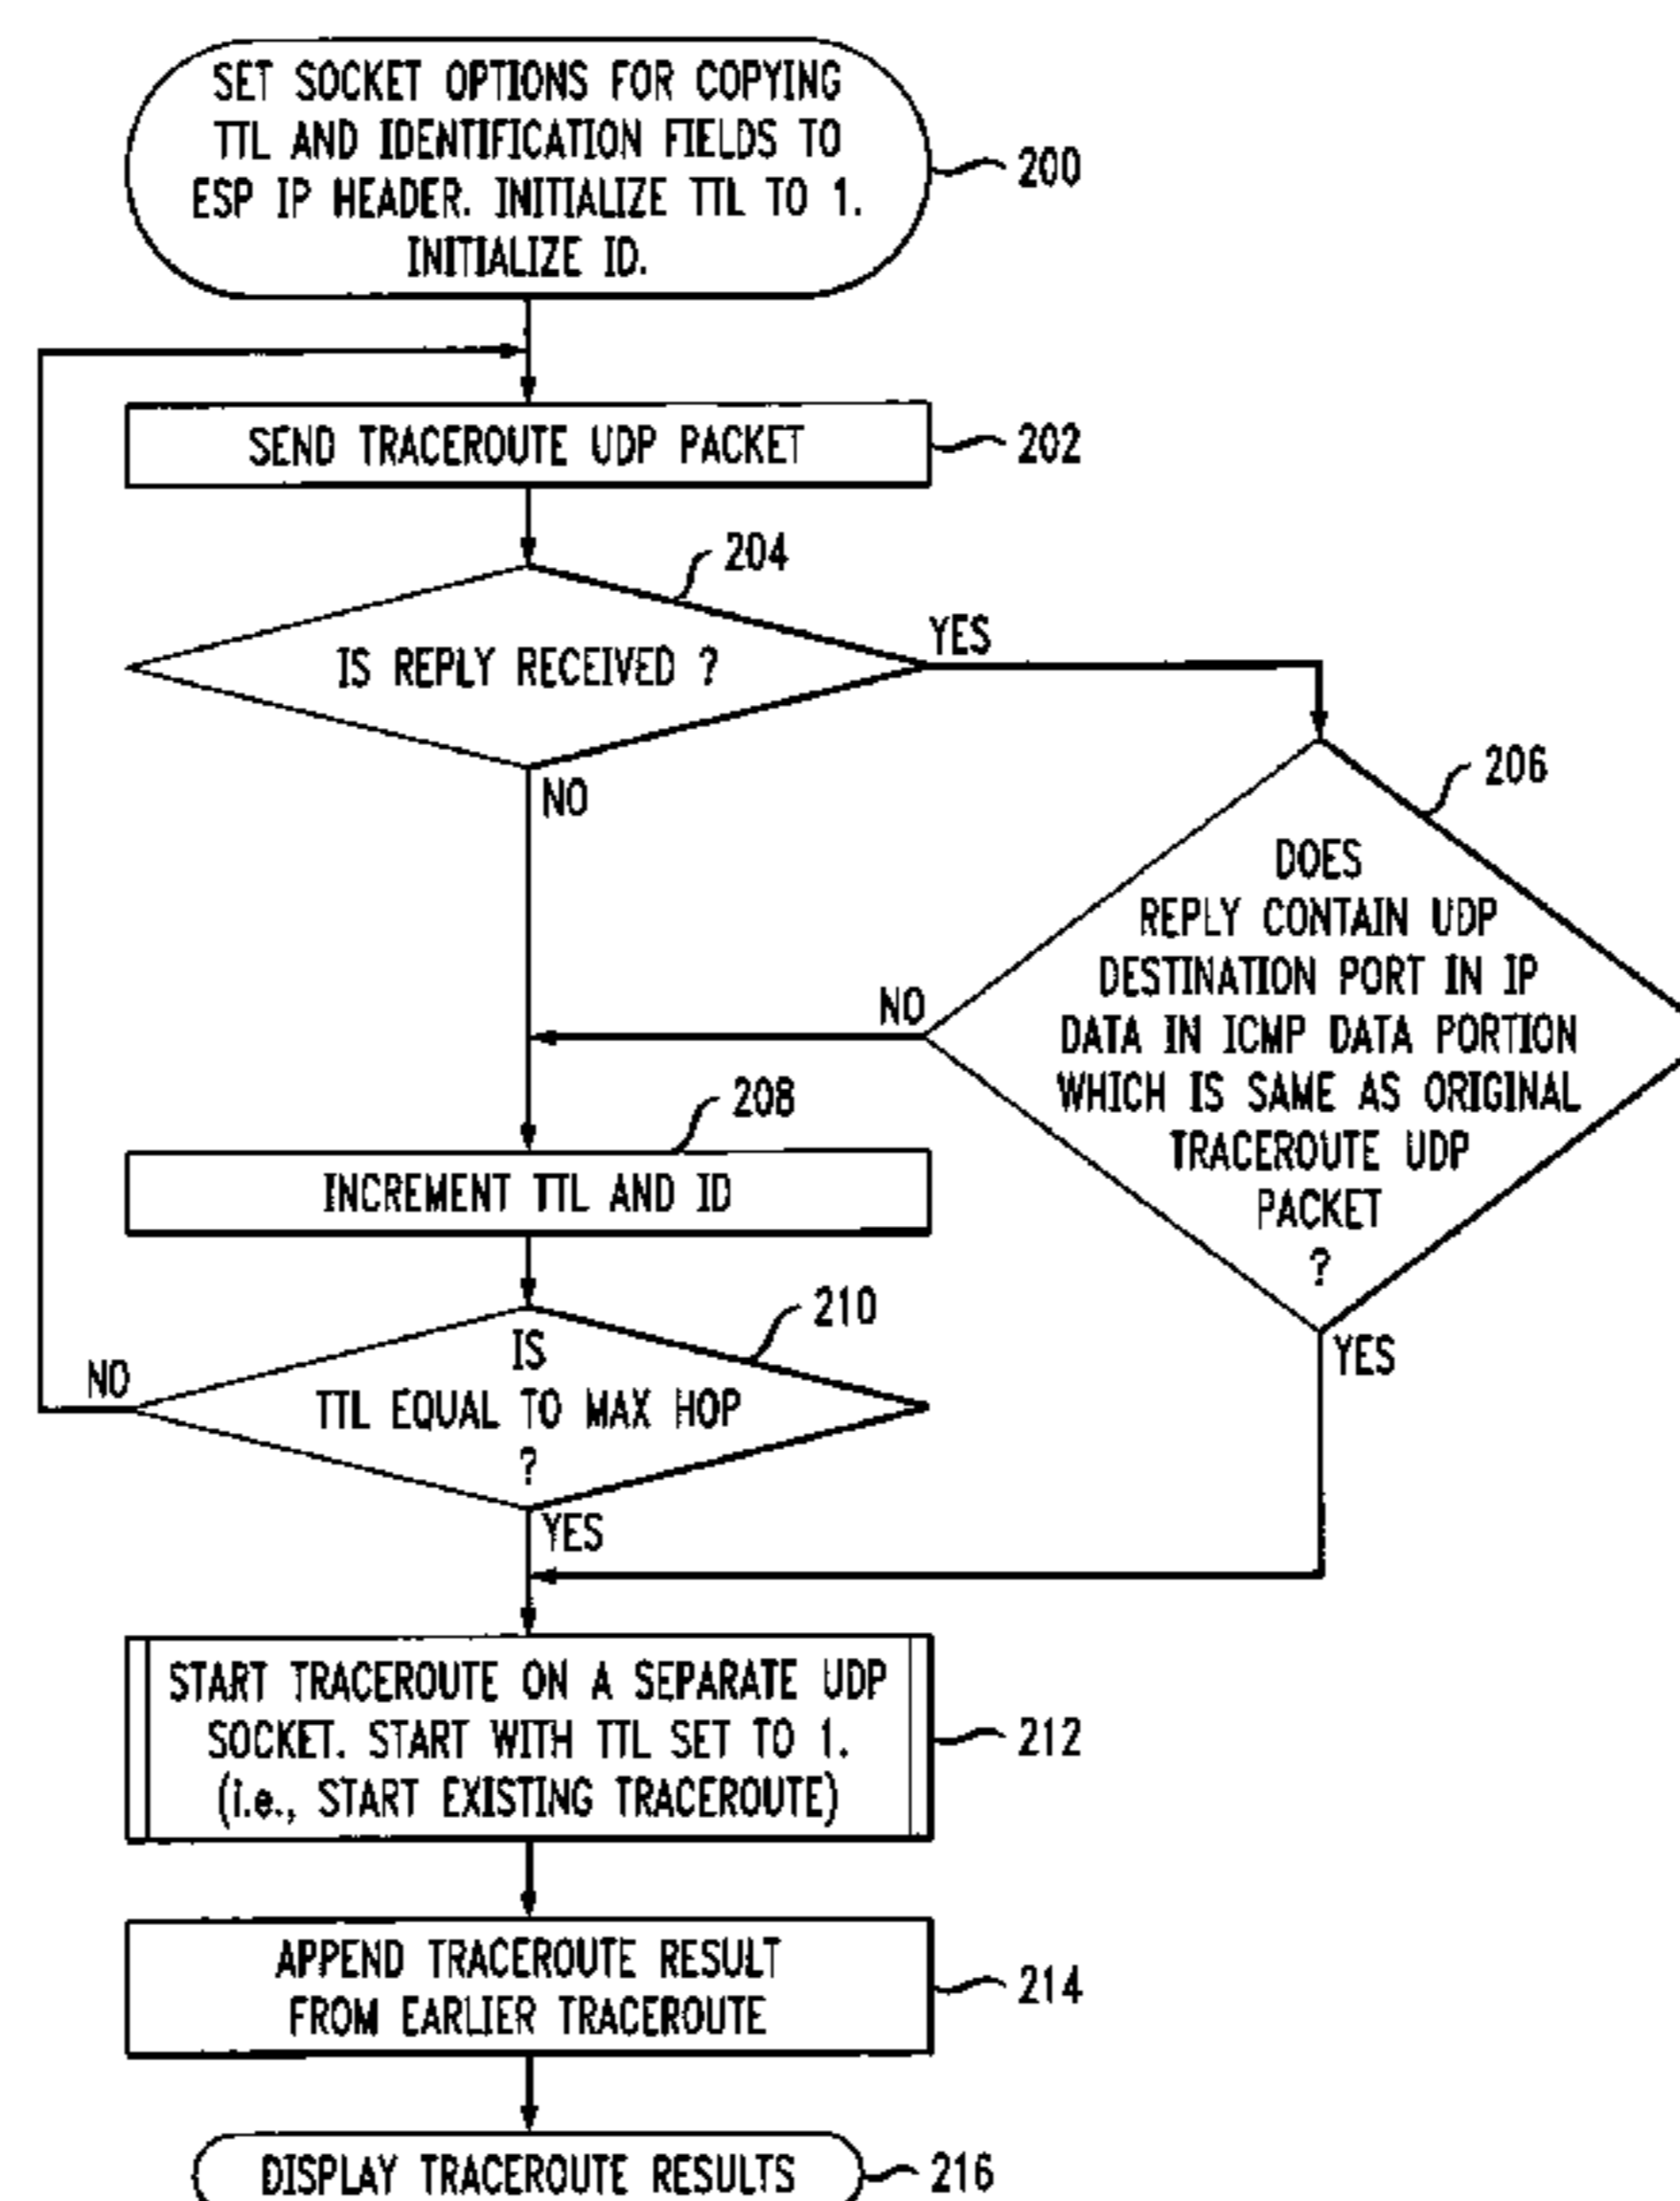 SET SOCKET OPTIONS FOR COPYING
TTL AND IDENTIFICATION FIELDS TO
ESP IP HEADER. INITIALIZE TTL TO 1.
INITIALIZE ID.
200
SEND TRACEROUTE UDP PACKET
202
204
IS REPLY RECEIVED ?
YES
NO
206
DOES
REPLY CONTAIN UDP
DESTINATION PORT IN IP
DATA IN ICMP DATA PORTION
WHICH IS SAME AS ORIGINAL
TRACEROUTE UDP
PACKET
?
NO
YES
208
INCREMENT TTL AND ID
210
IS
TTL EQUAL TO MAX HOP
?
NO
YES
START TRACEROUTE ON A SEPARATE UDP
SOCKET. START WITH TTL SET TO 1.
(i.e., START EXISTING TRACEROUTE)
212
APPEND TRACEROUTE RESULT
FROM EARLIER TRACEROUTE
214
DISPLAY TRACEROUTE RESULTS
216